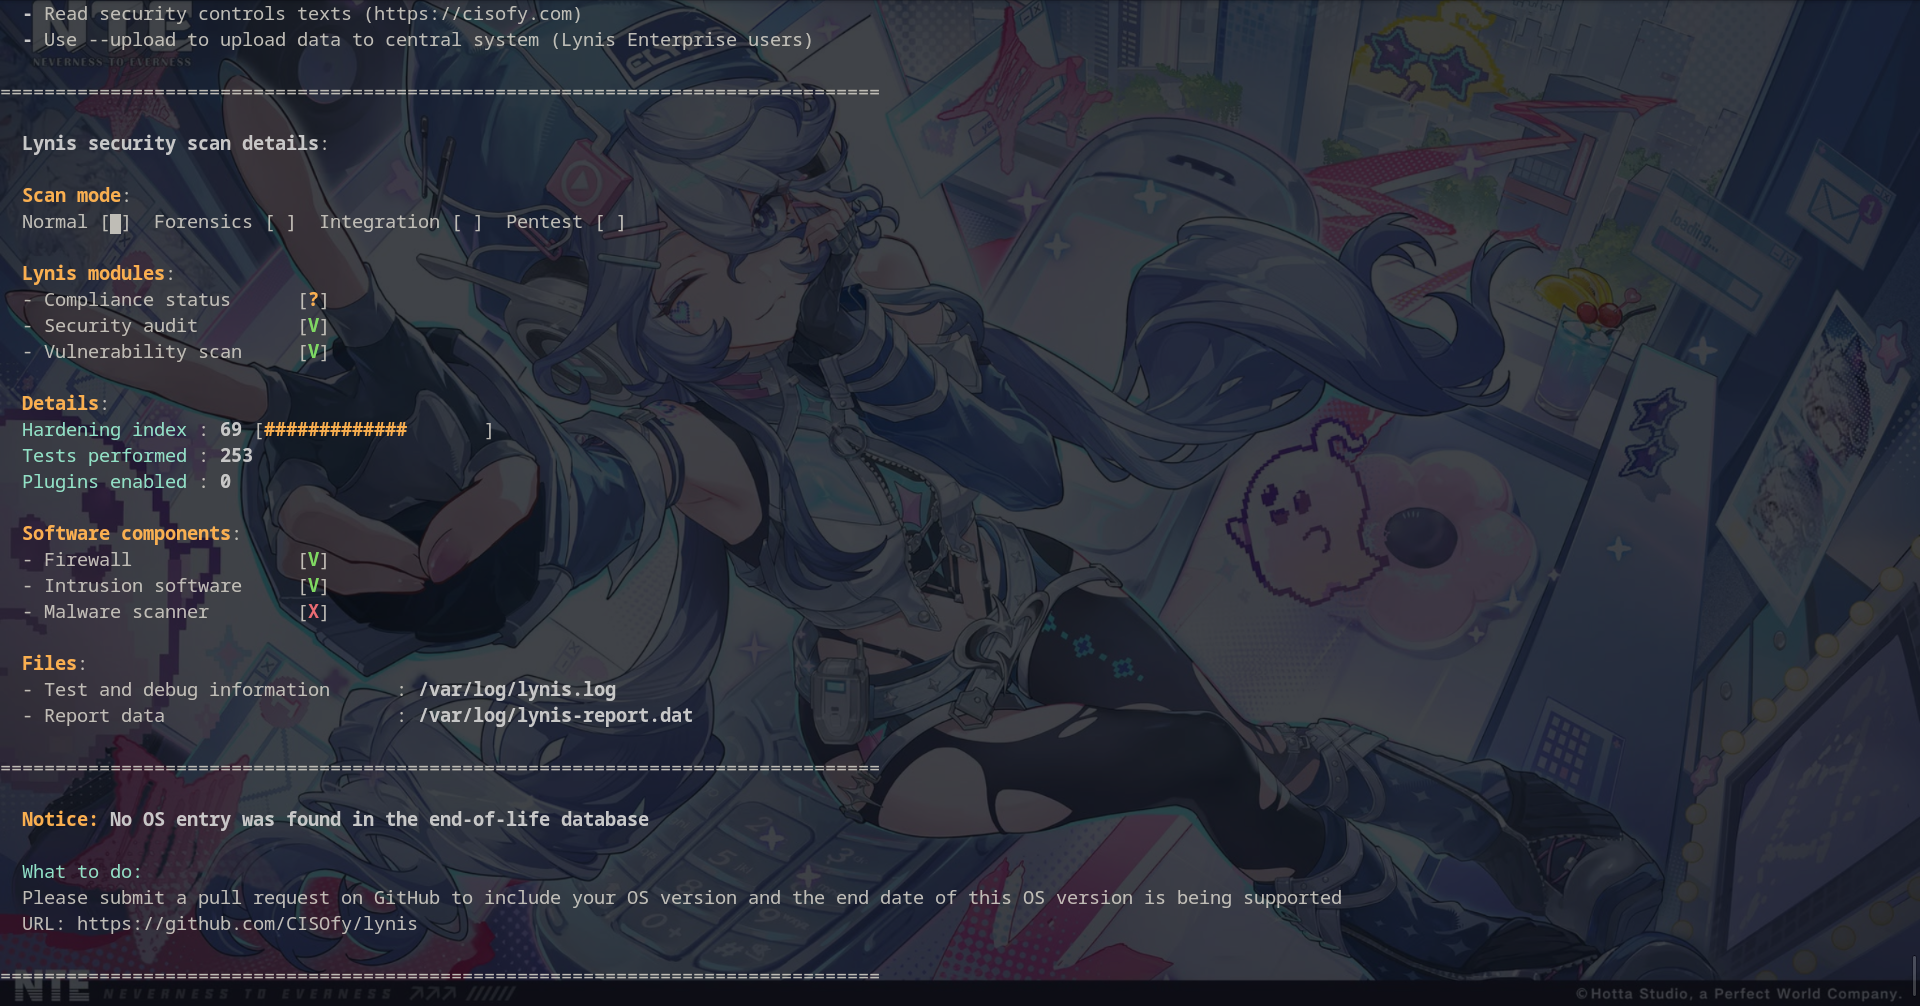 - Read security controls texts (https://cisofy.com)
- Use --upload to upload data to central system (Lynis Enterprise users)
NEVERNESS TO EVERNESS
================================================================================
Lynis security scan details:
Scan mode:
Normal [█]  Forensics [ ]  Integration [ ]  Pentest [ ]
Lynis modules:
- Compliance status      [?]
- Security audit         [V]
- Vulnerability scan     [V]
Details:
Hardening index : 69 [#############       ]
Tests performed : 253
Plugins enabled : 0
Software components:
- Firewall               [V]
- Intrusion software     [V]
- Malware scanner        [X]
Files:
- Test and debug information      : /var/log/lynis.log
- Report data                     : /var/log/lynis-report.dat
================================================================================
Notice: No OS entry was found in the end-of-life database
What to do:
Please submit a pull request on GitHub to include your OS version and the end date of this OS version is being supported
URL: https://github.com/CISOfy/lynis
================================================================================
loading...
1
NTE NEVERNESS TO EVERNESS
©Hotta Studio, a Perfect World Company.